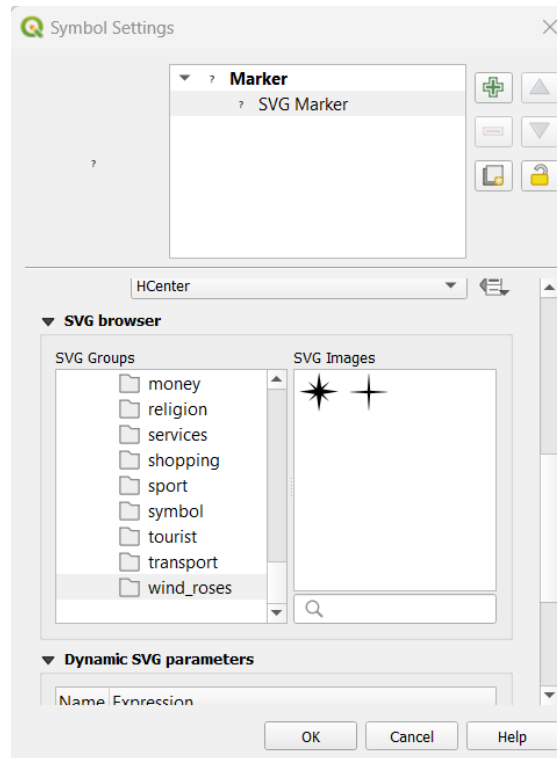 Symbol Settings
? Marker
? SVG Marker
?
HCenter
SVG browser
SVG Groups
SVG Images
money
religion
services
shopping
sport
symbol
tourist
transport
wind_roses
Dynamic SVG parameters
Name Expression
OK
Cancel
Help